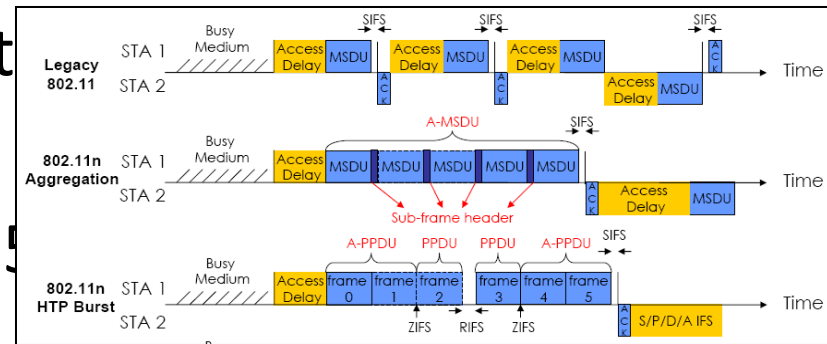 t
Legacy
802.11
STA 1
STA 2
Busy
Medium
Access
Delay
MSDU
SIFS
ACK
Access
Delay
MSDU
SIFS
ACK
Access
Delay
MSDU
Access
Delay
MSDU
SIFS
ACK
Time
802.11n
Aggregation
STA 1
STA 2
Busy
Medium
Access
Delay
A-MSDU
MSDU
MSDU
MSDU
MSDU
MSDU
Sub-frame header
SIFS
ACK
Access
Delay
MSDU
Time
802.11n
HTP Burst
STA 1
STA 2
Busy
Medium
Access
Delay
A-PPDU
PPDU
PPDU
A-PPDU
frame
0
frame
1
frame
2
frame
3
frame
4
frame
5
ZIFS
RIFS
ZIFS
SIFS
ACK
S/P/D/A IFS
Time